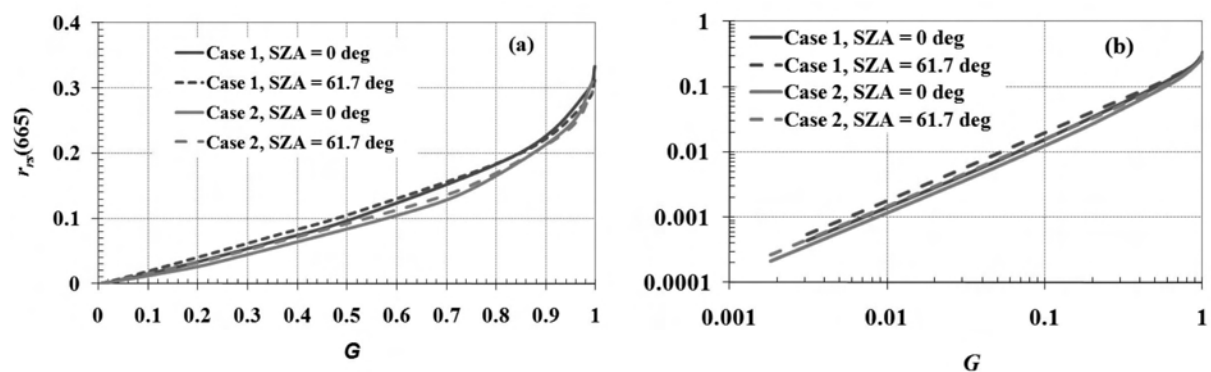 0.4
0.3
0.2
0.1
0
r_rs(665)
(a)
Case 1, SZA = 0 deg
Case 1, SZA = 61.7 deg
Case 2, SZA = 0 deg
Case 2, SZA = 61.7 deg
0 0.1 0.2 0.3 0.4 0.5 0.6 0.7 0.8 0.9 1
G
1
0.1
0.01
0.001
0.0001
(b)
Case 1, SZA = 0 deg
Case 1, SZA = 61.7 deg
Case 2, SZA = 0 deg
Case 2, SZA = 61.7 deg
0.001 0.01 0.1 1
G